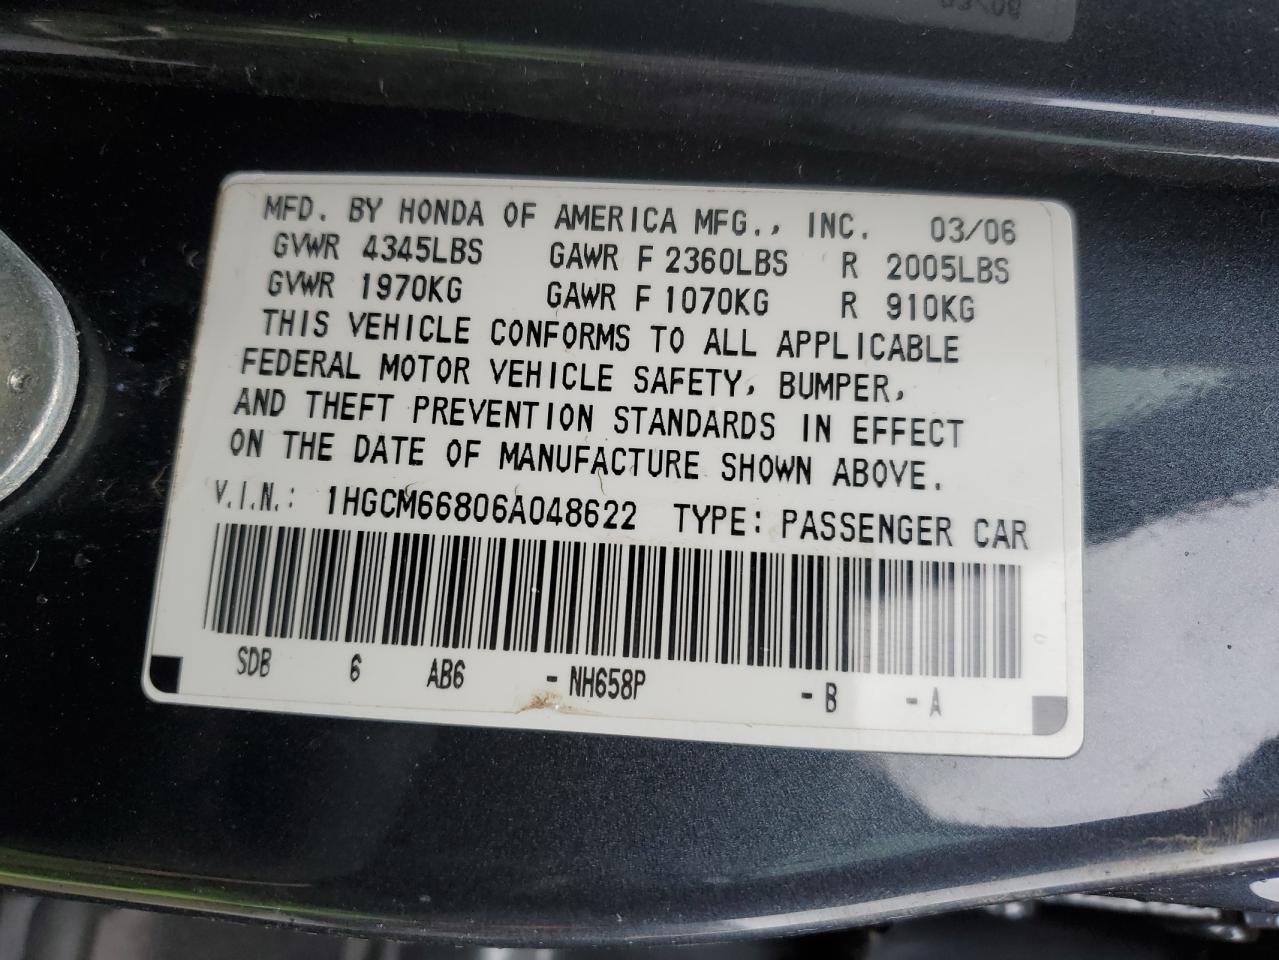 MFD. BY HONDA OF AMERICA MFG., INC. 03/06
GVWR 4345LBS GAWR F 2360LBS R 2005LBS
GVWR 1970KG GAWR F 1070KG R 910KG
THIS VEHICLE CONFORMS TO ALL APPLICABLE
FEDERAL MOTOR VEHICLE SAFETY, BUMPER,
AND THEFT PREVENTION STANDARDS IN EFFECT
ON THE DATE OF MANUFACTURE SHOWN ABOVE.
V.I.N.: 1HGCM66806A048622 TYPE: PASSENGER CAR
SDB 6 AB6 - NH658P - B - A